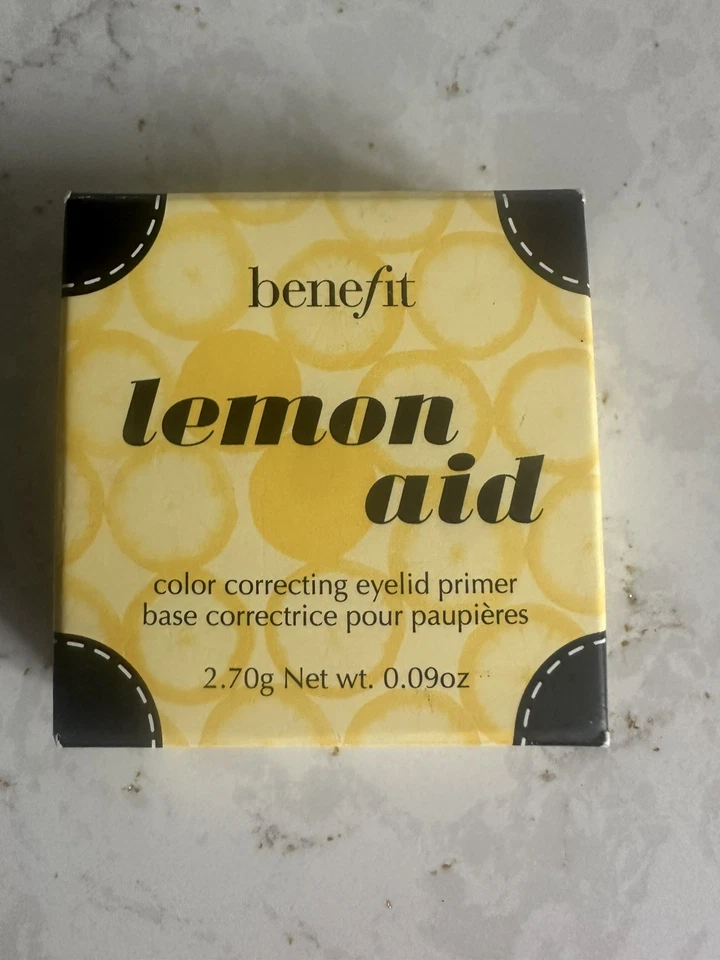 benefit
lemon
aid
color correcting eyelid primer
base correctrice pour paupières
2.70g Net wt. 0.09oz